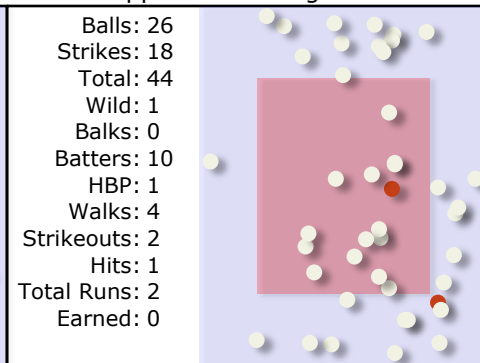 Balls: 26
Strikes: 18
Total: 44
Wild: 1
Balks: 0
Batters: 10
HBP: 1
Walks: 4
Strikeouts: 2
Hits: 1
Total Runs: 2
Earned: 0